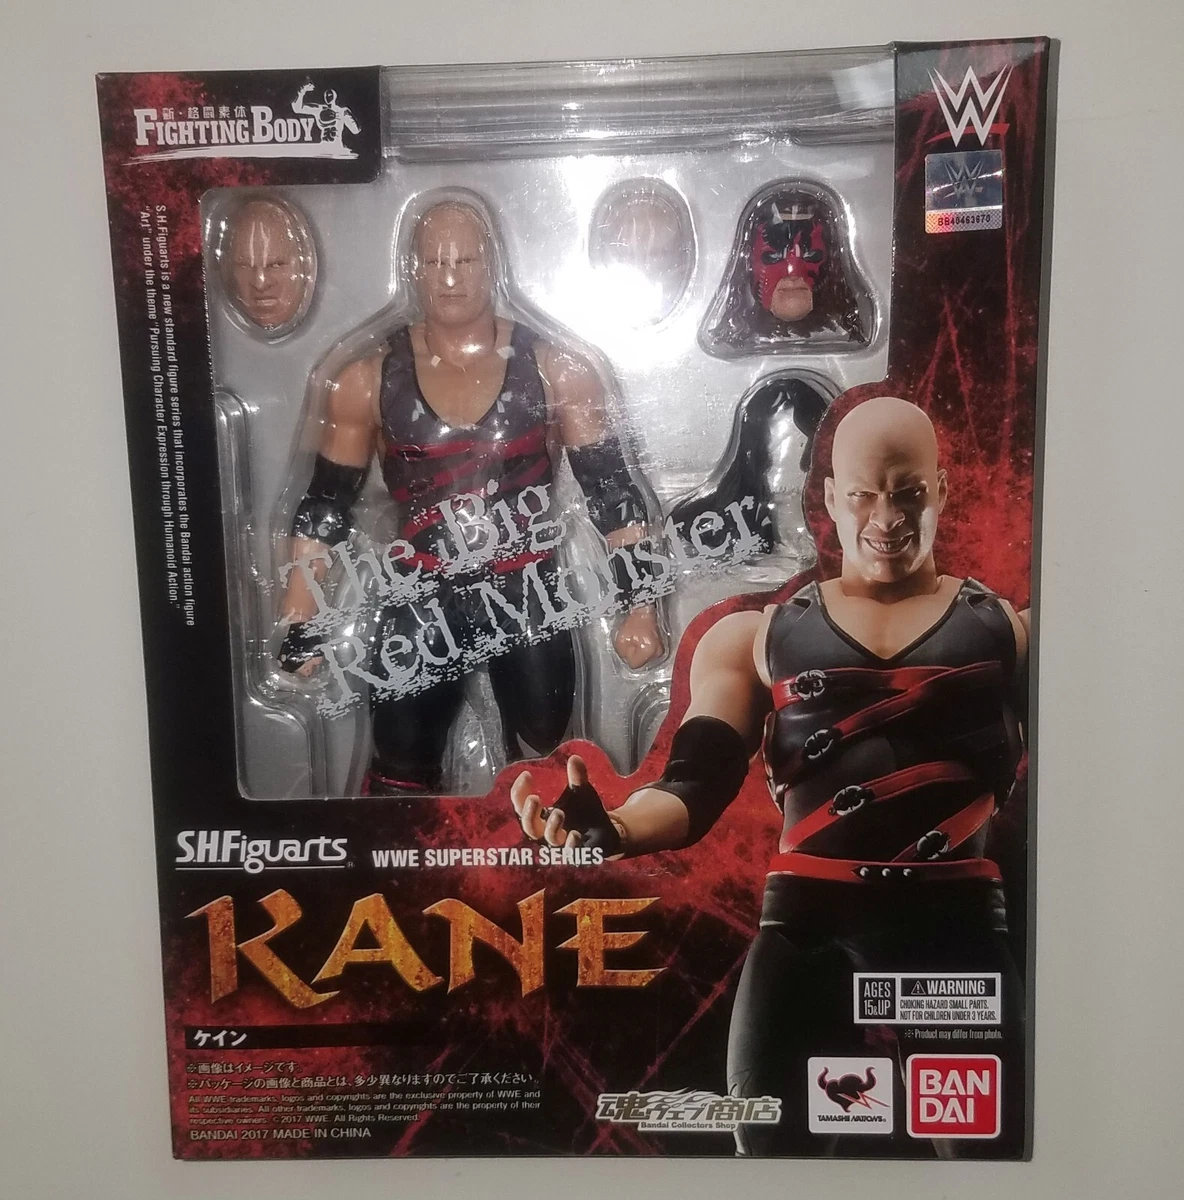 新・格闘素体
FIGHTING BODY
W
BB40463670
S.H.Figuarts is a new standard figure series that incorporates the Bandai action figure
"Art" under the theme "Pursuing Character Expression through Humanoid Action."
The Big
Red Monster
S.H.Figuarts®
WWE SUPERSTAR SERIES
KANE
ケイン
※画像はイメージです。
※パッケージの画像と商品とは、多少異なりますのでご了承ください。
All WWE trademarks, logos and copyrights are the exclusive property of WWE and
its subsidiaries. All other trademarks, logos and copyrights are the property of their
respective owners. ©2017 WWE. All Rights Reserved.
BANDAI 2017 MADE IN CHINA
AGES
15&UP
WARNING
CHOKING HAZARD SMALL PARTS.
NOT FOR CHILDREN UNDER 3 YEARS.
※Product may differ from photo.
魂ウェブ商店
Bandai Collectors Shop
TAMASHII NATIONS
BAN
DAI